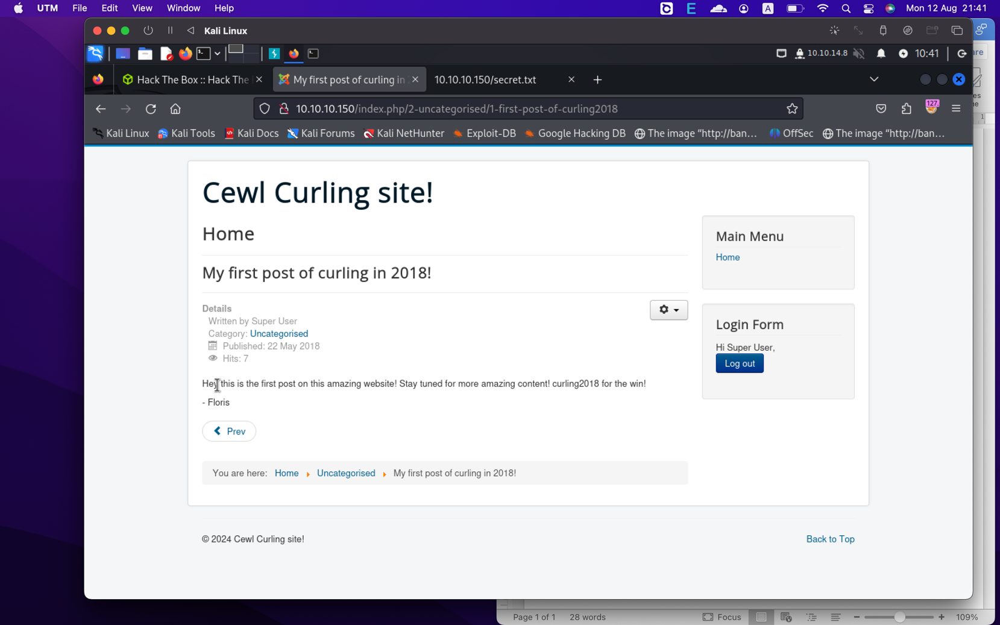 UTM File Edit View Window Help
A
Mon 12 Aug 21:41
Kali Linux
10.10.14.8
10:41
Hack The Box :: Hack The
My first post of curling in
10.10.10.150/secret.txt
10.10.10.150/index.php/2-uncategorised/1-first-post-of-curling2018
127.
Kali Linux Kali Tools Kali Docs Kali Forums Kali NetHunter Exploit-DB Google Hacking DB The image “http://ban... OffSec The image “http://ban...
Cewl Curling site!
Home
My first post of curling in 2018!
Details
Written by Super User
Category: Uncategorised
Published: 22 May 2018
Hits: 7
Hey this is the first post on this amazing website! Stay tuned for more amazing content! curling2018 for the win!
- Floris
Prev
You are here: Home Uncategorised My first post of curling in 2018!
Main Menu
Home
Login Form
Hi Super User,
Log out
© 2024 Cewl Curling site!
Back to Top
Page 1 of 1 28 words Focus 109%